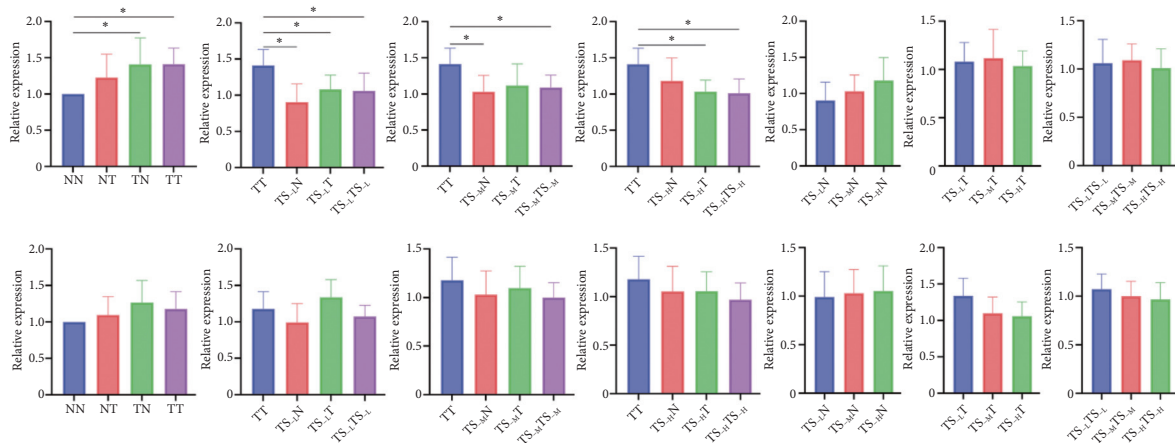 Relative expression
2.0
1.5
1.0
0.5
0
*
*
NN
NT
TN
TT
Relative expression
2.0
1.5
1.0
0.5
0
*
*
*
TT
TS-LN
TS-LT
TS-LTS-L
Relative expression
2.0
1.5
1.0
0.5
0
*
*
TT
TS-MN
TS-MT
TS-MTS-M
Relative expression
2.0
1.5
1.0
0.5
0
*
*
TT
TS-HN
TS-HT
TS-HTS-H
Relative expression
2.0
1.5
1.0
0.5
0
TS-LN
TS-MN
TS-HN
Relative expression
1.5
1.0
0.5
0
TS-LT
TS-MT
TS-HT
Relative expression
1.5
1.0
0.5
0
TS-LTS-L
TS-MTS-M
TS-HTS-H
Relative expression
2.0
1.5
1.0
0.5
0
NN
NT
TN
TT
Relative expression
2.0
1.5
1.0
0.5
0
TT
TS-LN
TS-LT
TS-LTS-L
Relative expression
1.5
1.0
0.5
0
TT
TS-MN
TS-MT
TS-MTS-M
Relative expression
1.5
1.0
0.5
0
TT
TS-HN
TS-HT
TS-HTS-H
Relative expression
1.5
1.0
0.5
0
TS-LN
TS-MN
TS-HN
Relative expression
2.0
1.5
1.0
0.5
0
TS-LT
TS-MT
TS-HT
Relative expression
1.5
1.0
0.5
0
TS-LTS-L
TS-MTS-M
TS-HTS-H